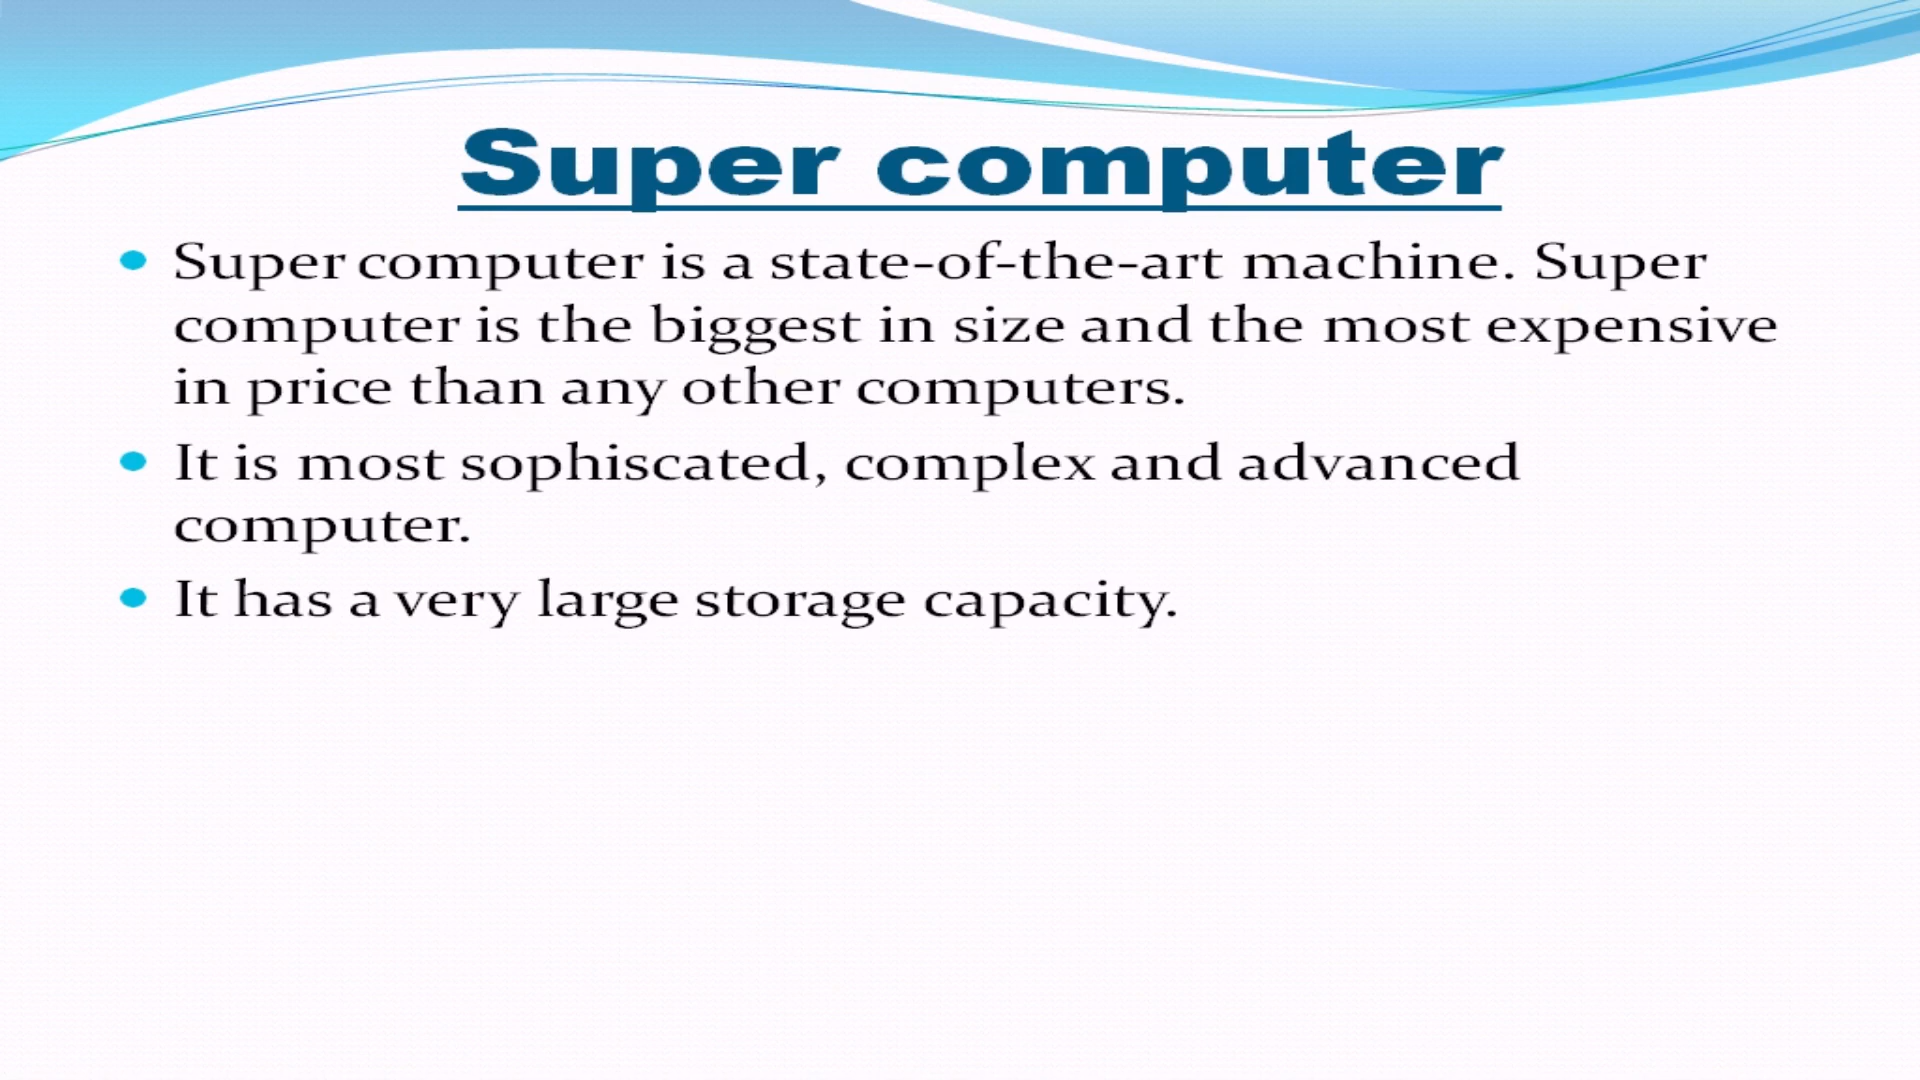 Super computer
Super computer is a state-of-the-art machine. Super
computer is the biggest in size and the most expensive
in price than any other computers.
It is most sophiscated, complex and advanced
computer.
It has a very large storage capacity.